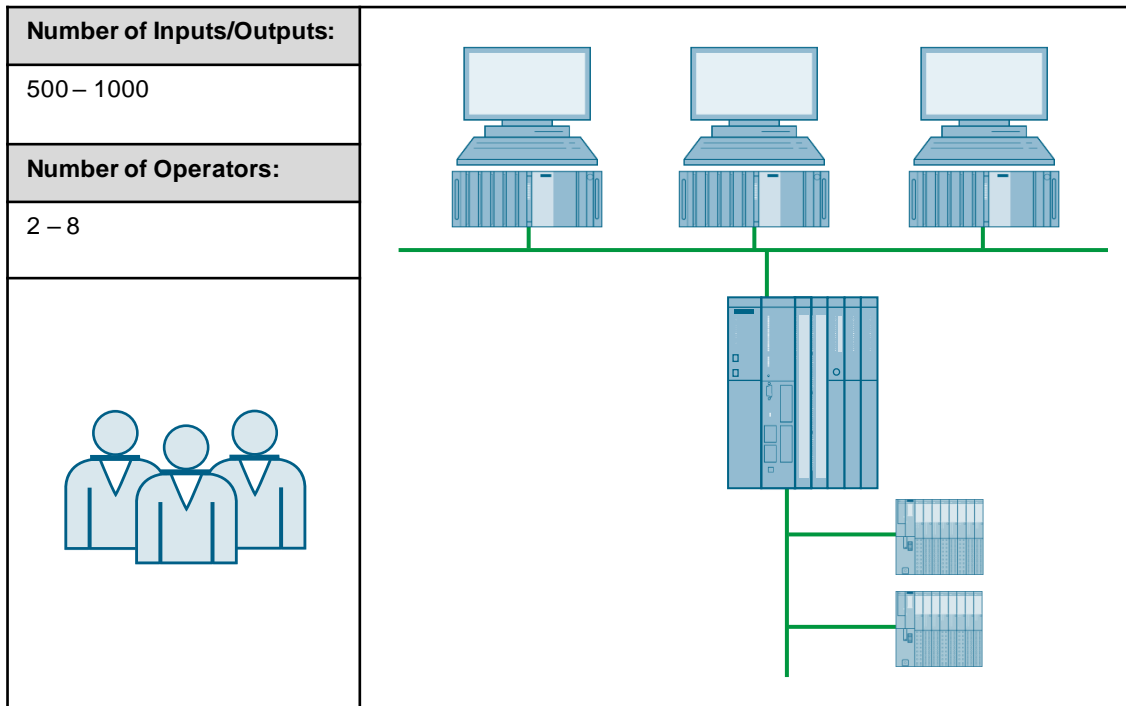 Number of Inputs/Outputs:
500 – 1000
Number of Operators:
2 – 8